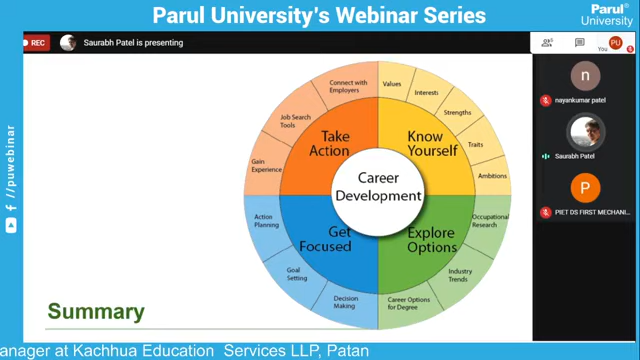 Parul University's Webinar Series
Parul®
University
REC
Saurabh Patel is presenting
You
PU
Connect with
Employers
Values
Interests
Job Search
Tools
Strengths
Take
Action
Know
Yourself
Traits
Gain
Experience
Ambitions
Career
Development
Action
Planning
Occupational
Research
Get
Focused
Explore
Options
Goal
Setting
Industry
Trends
Decision
Making
Career Options
for Degree
Summary
n
nayankumar patel
Saurabh Patel
P
PIET DS FIRST MECHANI...
/puwebinar
anager at Kachhua Education Services LLP, Patan